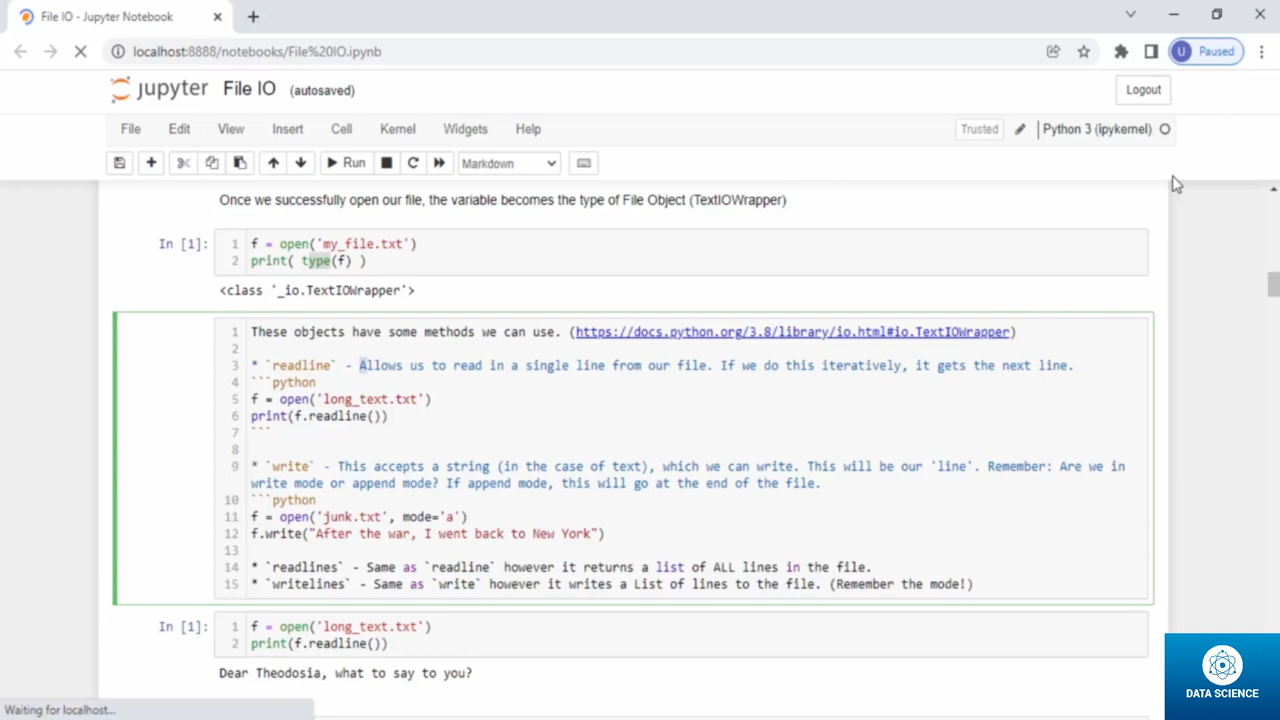 File IO - Jupyter Notebook
localhost:8888/notebooks/File%20IO.ipynb
U Paused
jupyter File IO (autosaved)
Logout
File Edit View Insert Cell Kernel Widgets Help
Trusted Python 3 (ipykernel)
Run Markdown
Once we successfully open our file, the variable becomes the type of File Object (TextIOWrapper)
In [1]:
1 f = open('my_file.txt')
2 print( type(f) )
<class '_io.TextIOWrapper'>
1 These objects have some methods we can use. (https://docs.python.org/3.8/library/io.html#io.TextIOWrapper)
2
3 * `readline` - Allows us to read in a single line from our file. If we do this iteratively, it gets the next line.
4 ```python
5 f = open('long_text.txt')
6 print(f.readline())
7 ```
8
9 * `write` - This accepts a string (in the case of text), which we can write. This will be our 'line'. Remember: Are we in
write mode or append mode? If append mode, this will go at the end of the file.
10 ```python
11 f = open('junk.txt', mode='a')
12 f.write("After the war, I went back to New York")
13
14 * `readlines` - Same as `readline` however it returns a list of ALL lines in the file.
15 * `writelines` - Same as `write` however it writes a List of lines to the file. (Remember the mode!)
In [1]:
1 f = open('long_text.txt')
2 print(f.readline())
Dear Theodosia, what to say to you?
Waiting for localhost...
DATA SCIENCE